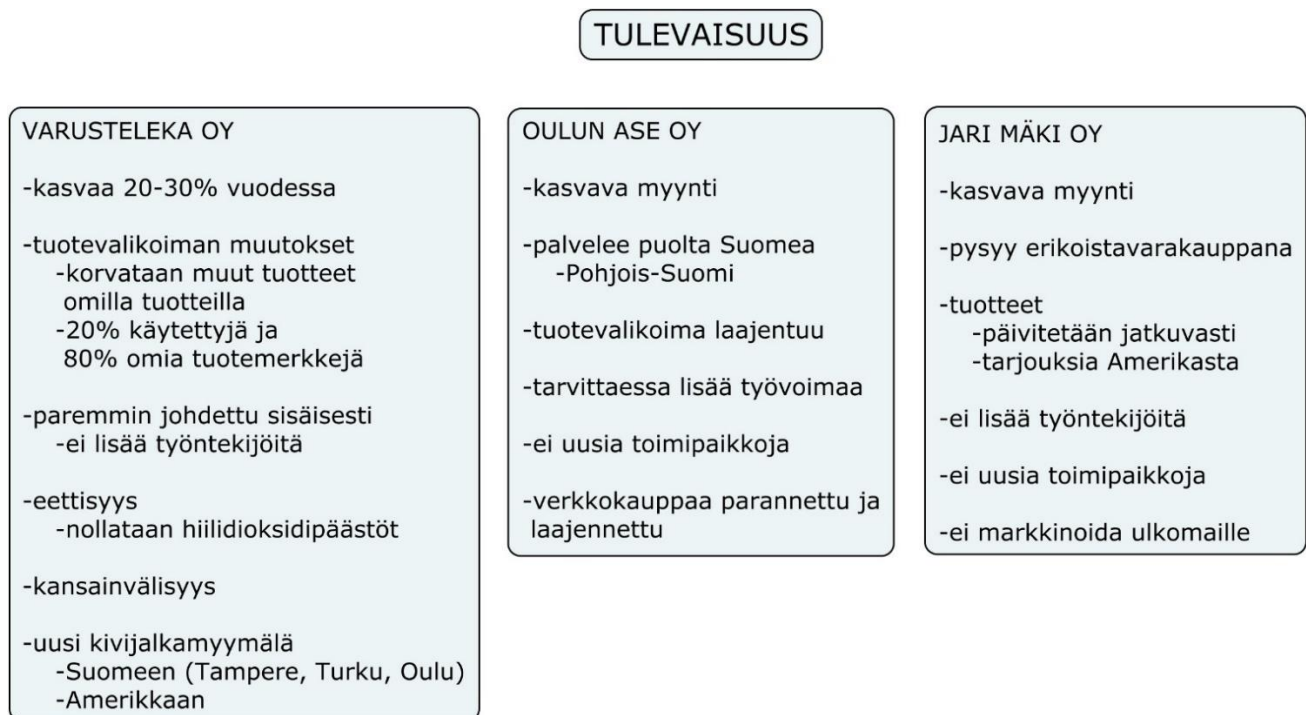 TULEVAISUUS
VARUSTELEKA OY
-kasvaa 20-30% vuodessa
-tuotevalikoiman muutokset
-korvataan muut tuotteet
omilla tuotteilla
-20% käytettyjä ja
80% omia tuotemerkkejä
-paremmin johdettu sisäisesti
-ei lisää työntekijöitä
-eettisyys
-nollataan hiilidioksidipäästöt
-kansainvälisyys
-uusi kivijalkamyymälä
-Suomeen (Tampere, Turku, Oulu)
-Amerikkaan
OULUN ASE OY
-kasvava myynti
-palvelee puolta Suomea
-Pohjois-Suomi
-tuotevalikoima laajentuu
-tarvittaessa lisää työvoimaa
-ei uusia toimipaikkoja
-verkkokauppaa parannettu ja
laajennettu
JARI MÄKI OY
-kasvava myynti
-pysyy erikoistavarakauppana
-tuotteet
-päivitetään jatkuvasti
-tarjouksia Amerikasta
-ei lisää työntekijöitä
-ei uusia toimipaikkoja
-ei markkinoida ulkomaille